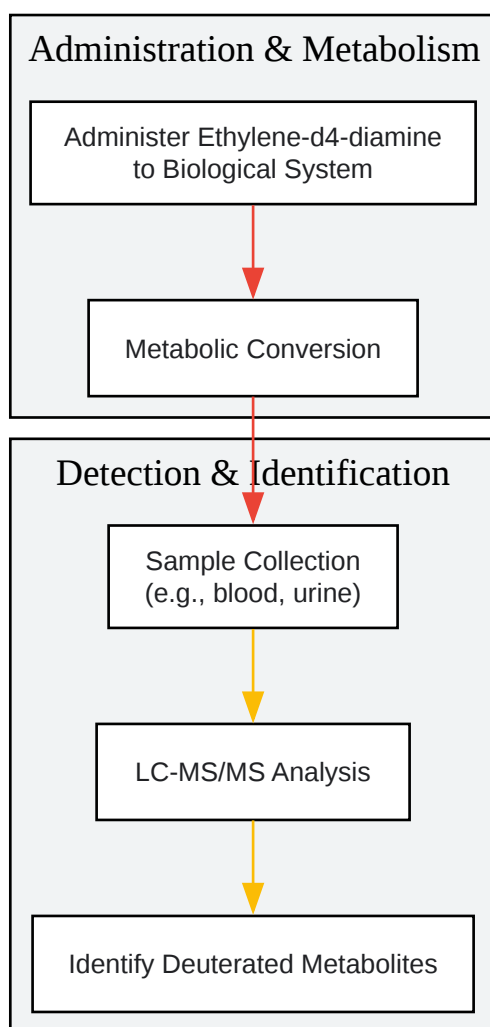 Administration & Metabolism
Administer Ethylene-d4-diamine
to Biological System
Metabolic Conversion
Detection & Identification
Sample Collection
(e.g., blood, urine)
LC-MS/MS Analysis
Identify Deuterated Metabolites